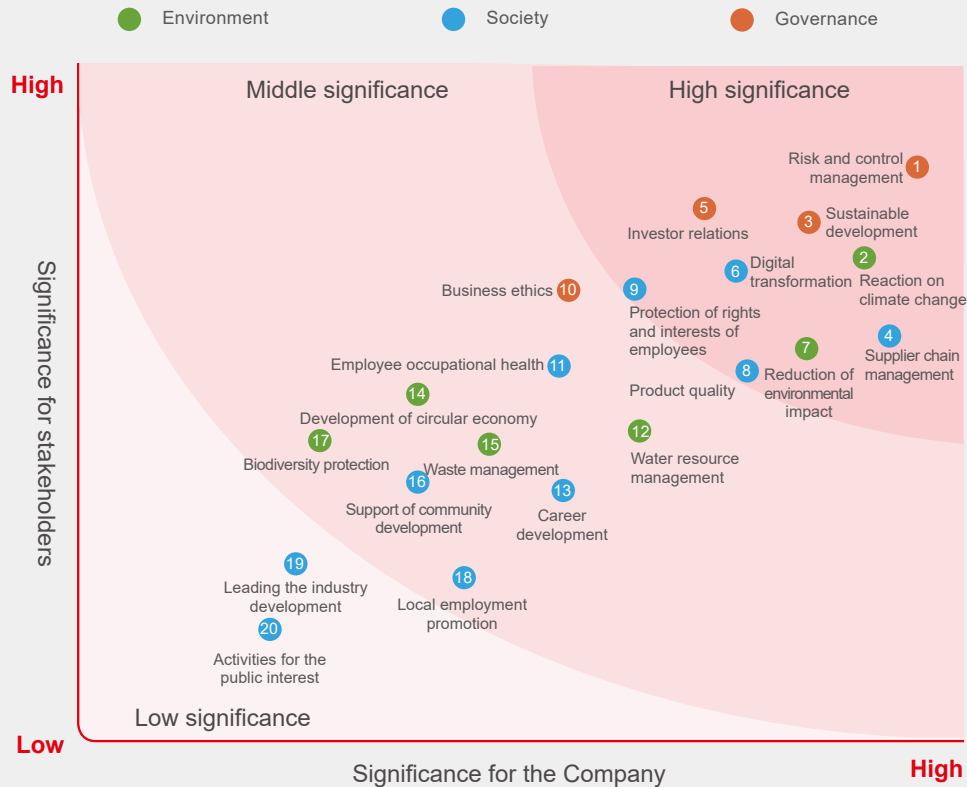 Environment
Society
Governance
High
Middle significance
High significance
1
Risk and control
management
5
Investor relations
3
Sustainable
development
2
Reaction on
climate change
6
Digital
transformation
9
Protection of rights
and interests of
employees
10
Business ethics
4
Supplier chain
management
7
Reduction of
environmental
impact
8
Product quality
11
Employee occupational health
14
Development of circular economy
12
Water resource
management
17
Biodiversity protection
15
Waste management
16
Support of community
development
13
Career
development
19
Leading the industry
development
18
Local employment
promotion
20
Activities for the
public interest
Low significance
Significance for stakeholders
Low
Significance for the Company
High